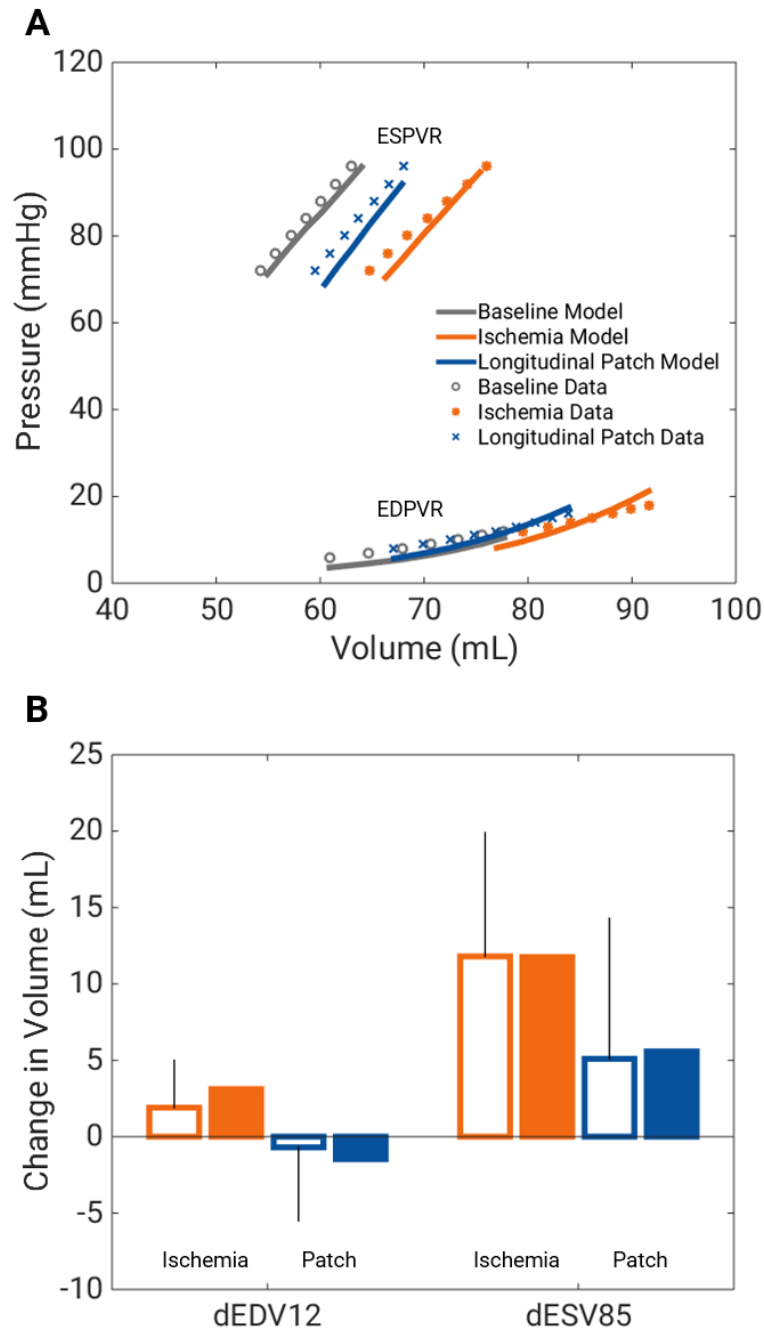 A
120
100
80
60
40
20
0
Pressure (mmHg)
ESPVR
Baseline Model
Ischemia Model
Longitudinal Patch Model
Baseline Data
Ischemia Data
Longitudinal Patch Data
EDPVR
40 50 60 70 80 90 100
Volume (mL)
B
25
20
15
10
5
0
-5
-10
Change in Volume (mL)
Ischemia Patch Ischemia Patch
dEDV12 dESV85